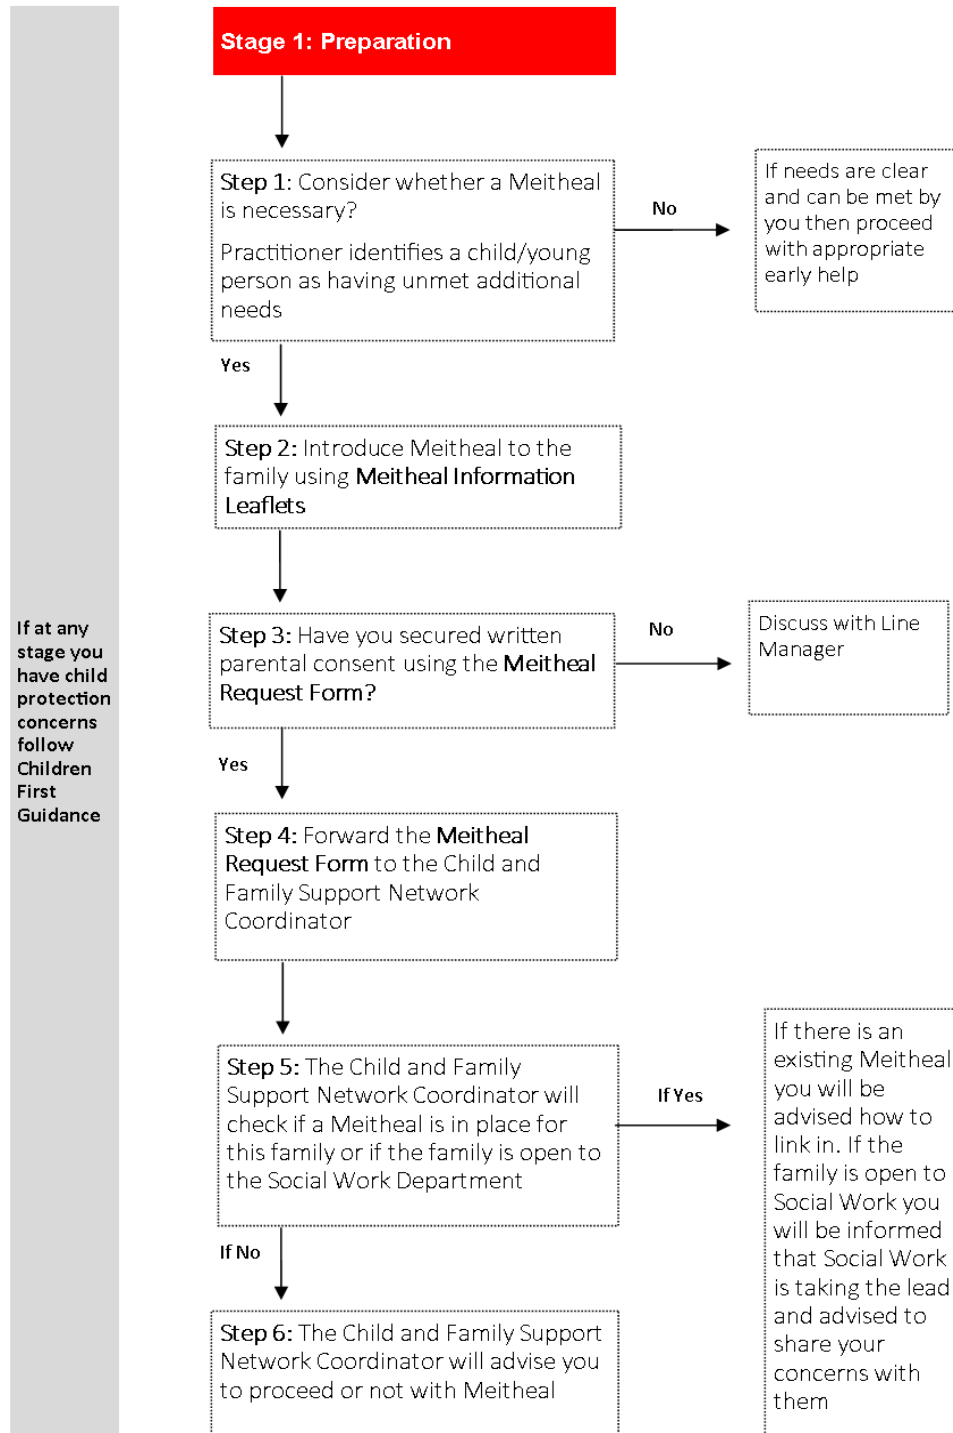 Stage 1: Preparation
Step 1: Consider whether a Meitheal
is necessary?
Practitioner identifies a child/young
person as having unmet additional
needs
No
If needs are clear
and can be met by
you then proceed
with appropriate
early help
Yes
Step 2: Introduce Meitheal to the
family using Meitheal Information
Leaflets
If at any
stage you
have child
protection
concerns
follow
Children
First
Guidance
Step 3: Have you secured written
parental consent using the Meitheal
Request Form?
No
Discuss with Line
Manager
Yes
Step 4: Forward the Meitheal
Request Form to the Child and
Family Support Network
Coordinator
Step 5: The Child and Family
Support Network Coordinator will
check if a Meitheal is in place for
this family or if the family is open to
the Social Work Department
If Yes
If there is an
existing Meitheal
you will be
advised how to
link in. If the
family is open to
Social Work you
will be informed
that Social Work
is taking the lead
and advised to
share your
concerns with
them
If No
Step 6: The Child and Family Support
Network Coordinator will advise you
to proceed or not with Meitheal